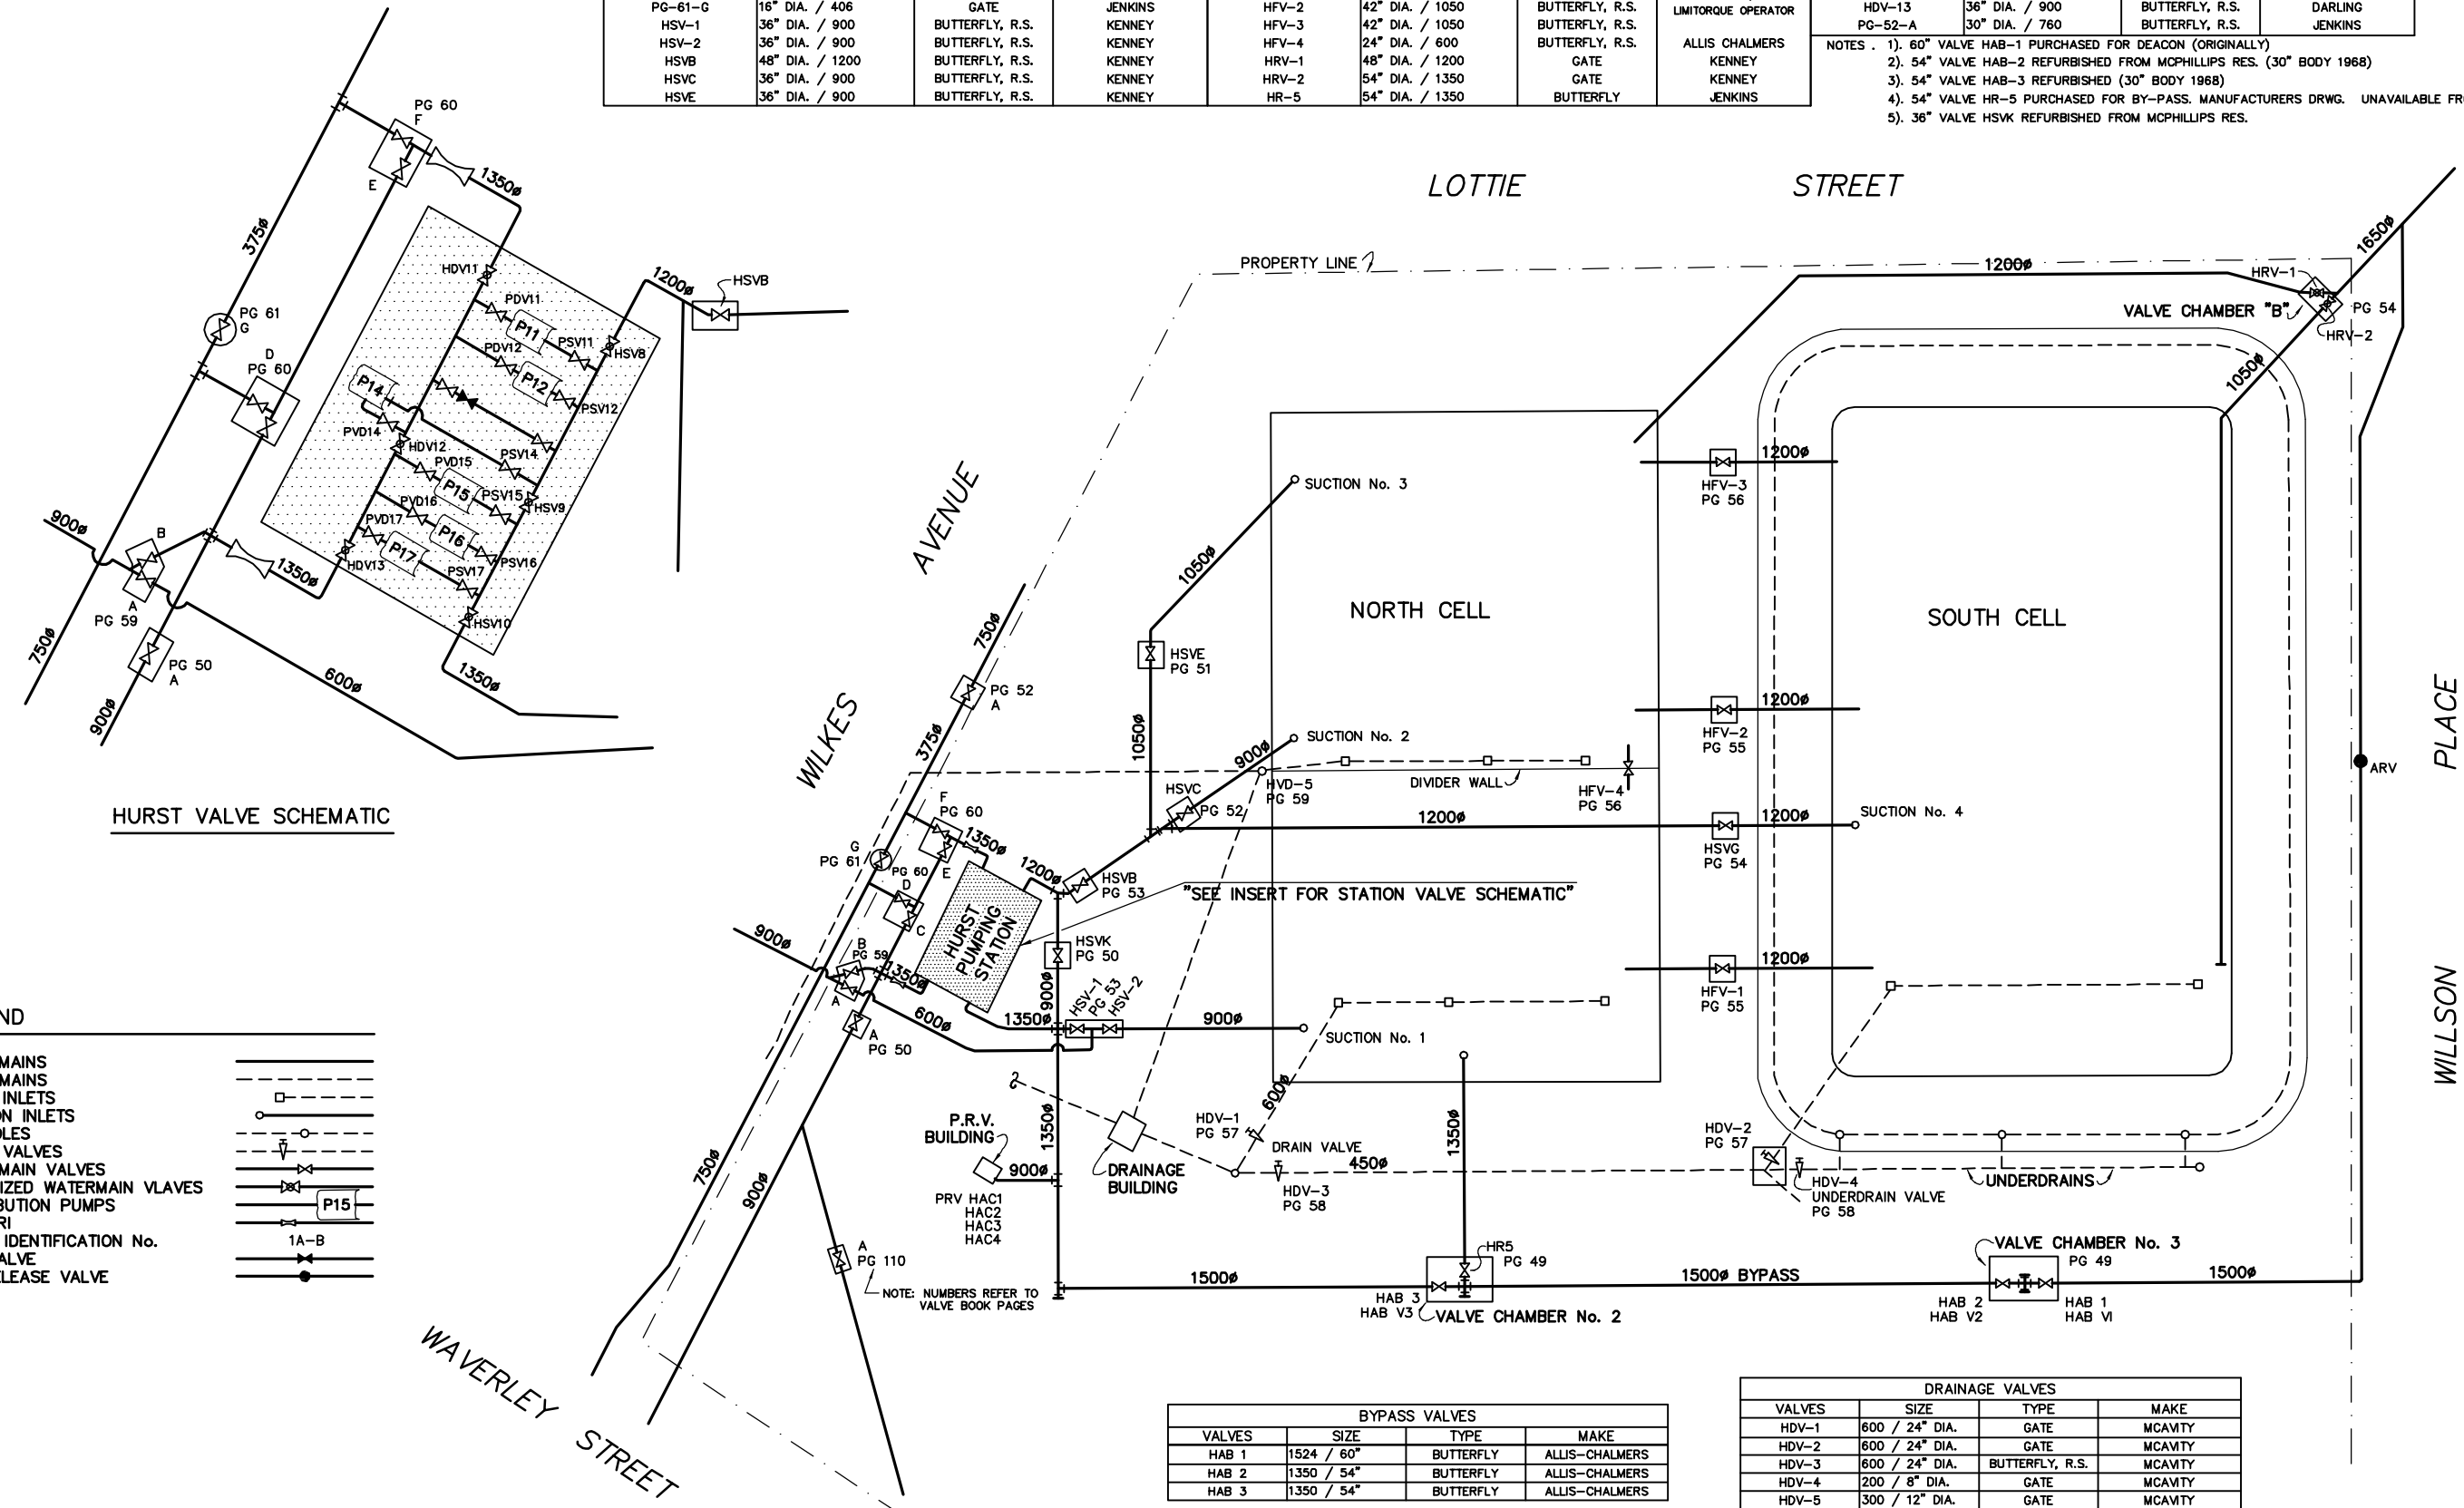 PG-61-G 16" DIA. / 406 GATE JENKINS HFV-2 42" DIA. / 1050 BUTTERFLY, R.S. LIMITORQUE OPERATOR HDV-13 36" DIA. / 900 BUTTERFLY, R.S. DARLING
HSV-1 36" DIA. / 900 BUTTERFLY, R.S. KENNEY HFV-3 42" DIA. / 1050 BUTTERFLY, R.S. PG-52-A 30" DIA. / 760 BUTTERFLY, R.S. JENKINS
HSV-2 36" DIA. / 900 BUTTERFLY, R.S. KENNEY HFV-4 24" DIA. / 600 BUTTERFLY, R.S. ALLIS CHALMERS
HSVB 48" DIA. / 1200 BUTTERFLY, R.S. KENNEY HRV-1 48" DIA. / 1200 GATE KENNEY
HSVC 36" DIA. / 900 BUTTERFLY, R.S. KENNEY HRV-2 54" DIA. / 1350 GATE KENNEY
HSVE 36" DIA. / 900 BUTTERFLY, R.S. KENNEY HR-5 54" DIA. / 1350 BUTTERFLY JENKINS
NOTES . 1). 60" VALVE HAB-1 PURCHASED FOR DEACON (ORIGINALLY)
2). 54" VALVE HAB-2 REFURBISHED FROM MCPHILLIPS RES. (30" BODY 1968)
3). 54" VALVE HAB-3 REFURBISHED (30" BODY 1968)
4). 54" VALVE HR-5 PURCHASED FOR BY-PASS. MANUFACTURERS DRWG. UNAVAILABLE
5). 36" VALVE HSVK REFURBISHED FROM MCPHILLIPS RES.
PG 60
F
E
1350ø
375ø
HDV11
PDV11
P11
PSV11
HSV8
1200ø
HSVB
PDV12
P12
PSV12
PG 61
G
D
PG 60
P14
PVD14
HDV12
PSV14
PVD15
P15
PSV15
HSV9
PVD16
P16
PSV16
PVD17
P17
PSV17
HDV13
HSV10
900ø
B
A
PG 59
1350ø
PG 50
A
750ø
900ø
600ø
1350ø
HURST VALVE SCHEMATIC
LOTTIE STREET
PROPERTY LINE
1200ø
1650ø
HRV-1
VALVE CHAMBER "B"
PG 54
HRV-2
1050ø
WILKES AVENUE
750ø
PG 52
A
375ø
SUCTION No. 3
1050ø
HSVE
PG 51
1050ø
NORTH CELL
SOUTH CELL
1200ø
HFV-3
PG 56
1200ø
HFV-2
PG 55
SUCTION No. 2
900ø
HVD-5
PG 59
DIVIDER WALL
HFV-4
PG 56
HSVC
PG 52
1200ø
1200ø
SUCTION No. 4
HSVG
PG 54
ARV
WILLSON PLACE
F
PG 60
1350ø
G
PG 61
E
PG 60
D
C
1200ø
HSVB
PG 53
"SEE INSERT FOR STATION VALVE SCHEMATIC"
HURST
PUMPING
STATION
900ø
B
PG 59
A
1350ø
A
PG 50
600ø
HSVK
PG 50
900ø
HSV-1
PG 53
HSV-2
1350ø
900ø
SUCTION No. 1
1200ø
HFV-1
PG 55
ND
MAINS
MAINS
INLETS
ON INLETS
OLES
VALVES
MAIN VALVES
IZED WATERMAIN VLAVES
BUTION PUMPS
P15
RI
IDENTIFICATION No.
1A-B
ALVE
ELEASE VALVE
P.R.V.
BUILDING
900ø
PRV HAC1
HAC2
HAC3
HAC4
1350ø
DRAINAGE
BUILDING
HDV-1
PG 57
600ø
DRAIN VALVE
HDV-3
PG 58
450ø
1350ø
HDV-2
PG 57
HDV-4
UNDERDRAIN VALVE
PG 58
UNDERDRAINS
750ø
900ø
A
PG 110
NOTE: NUMBERS REFER TO
VALVE BOOK PAGES
1500ø
HR5
PG 49
HAB 3
HAB V3
VALVE CHAMBER No. 2
1500ø BYPASS
VALVE CHAMBER No. 3
PG 49
HAB 2
HAB V2
HAB 1
HAB VI
1500ø
WAVERLEY STREET
BYPASS VALVES
VALVES SIZE TYPE MAKE
HAB 1 1524 / 60" BUTTERFLY ALLIS-CHALMERS
HAB 2 1350 / 54" BUTTERFLY ALLIS-CHALMERS
HAB 3 1350 / 54" BUTTERFLY ALLIS-CHALMERS
DRAINAGE VALVES
VALVES SIZE TYPE MAKE
HDV-1 600 / 24" DIA. GATE MCAVITY
HDV-2 600 / 24" DIA. GATE MCAVITY
HDV-3 600 / 24" DIA. BUTTERFLY, R.S. MCAVITY
HDV-4 200 / 8" DIA. GATE MCAVITY
HDV-5 300 / 12" DIA. GATE MCAVITY